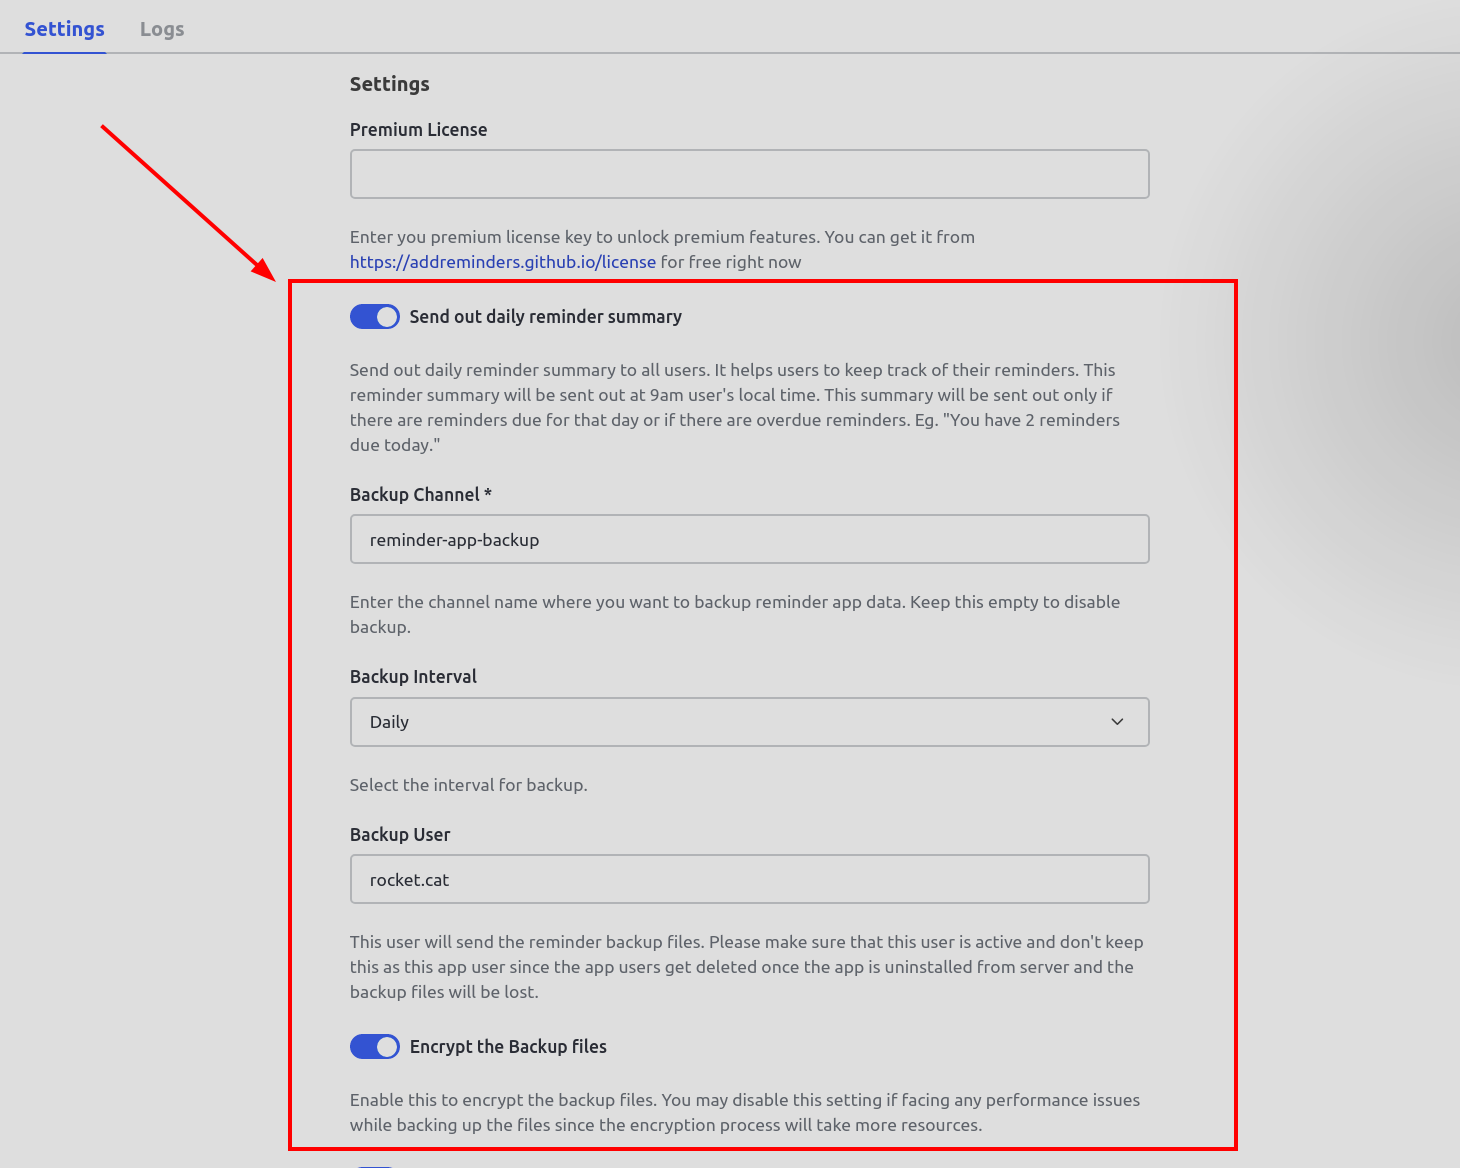 Settings Logs
Settings
Premium License
Enter you premium license key to unlock premium features. You can get it from
https://addreminders.github.io/license for free right now
Send out daily reminder summary
Send out daily reminder summary to all users. It helps users to keep track of their reminders. This
reminder summary will be sent out at 9am user's local time. This summary will be sent out only if
there are reminders due for that day or if there are overdue reminders. Eg. "You have 2 reminders
due today."
Backup Channel *
reminder-app-backup
Enter the channel name where you want to backup reminder app data. Keep this empty to disable
backup.
Backup Interval
Daily
Select the interval for backup.
Backup User
rocket.cat
This user will send the reminder backup files. Please make sure that this user is active and don't keep
this as this app user since the app users get deleted once the app is uninstalled from server and the
backup files will be lost.
Encrypt the Backup files
Enable this to encrypt the backup files. You may disable this setting if facing any performance issues
while backing up the files since the encryption process will take more resources.